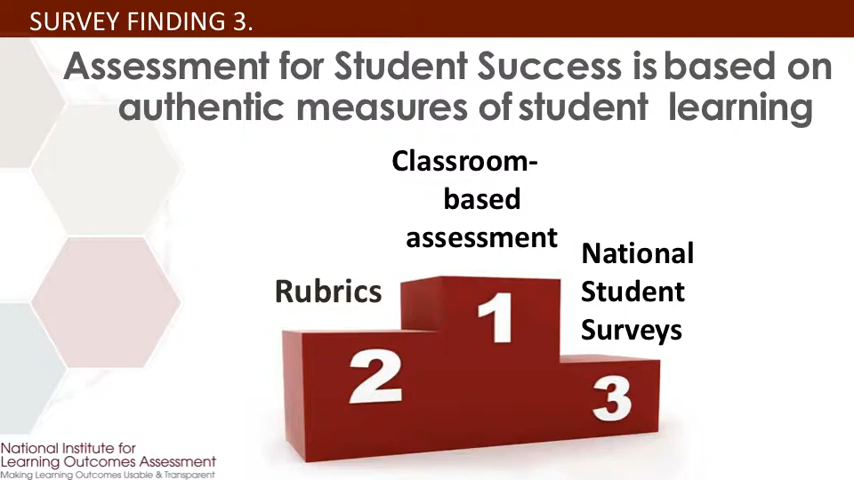 SURVEY FINDING 3.
Assessment for Student Success is based on
authentic measures of student learning
Classroom-
based
assessment
National
Student
Surveys
Rubrics
1
2
3
National Institute for
Learning Outcomes Assessment
Making Learning Outcomes Usable & Transparent